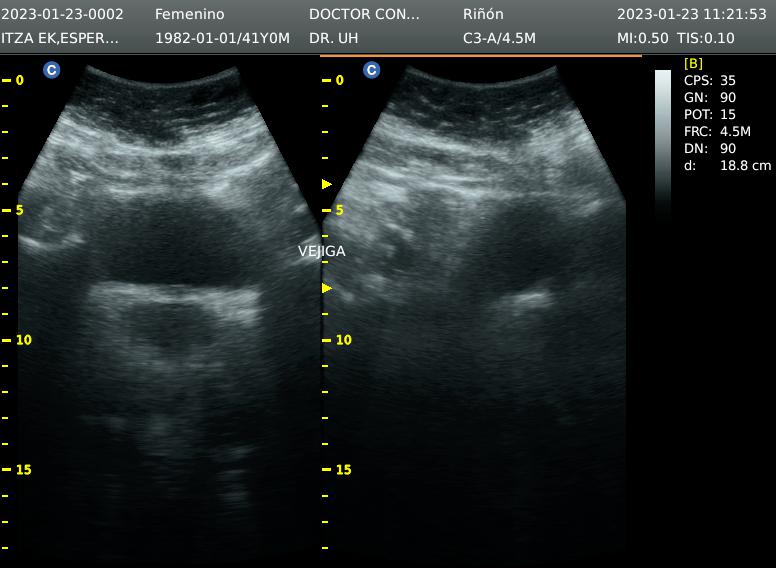 2023-01-23-0002 Femenino DOCTOR CON... Riñón 2023-01-23 11:21:53
ITZA EK,ESPER... 1982-01-01/41Y0M DR. UH C3-A/4.5M MI:0.50 TIS:0.10
C C
[B]
CPS: 35
GN: 90
POT: 15
FRC: 4.5M
DN: 90
d: 18.8 cm
0 0
5 5
VEJIGA
10 10
15 15